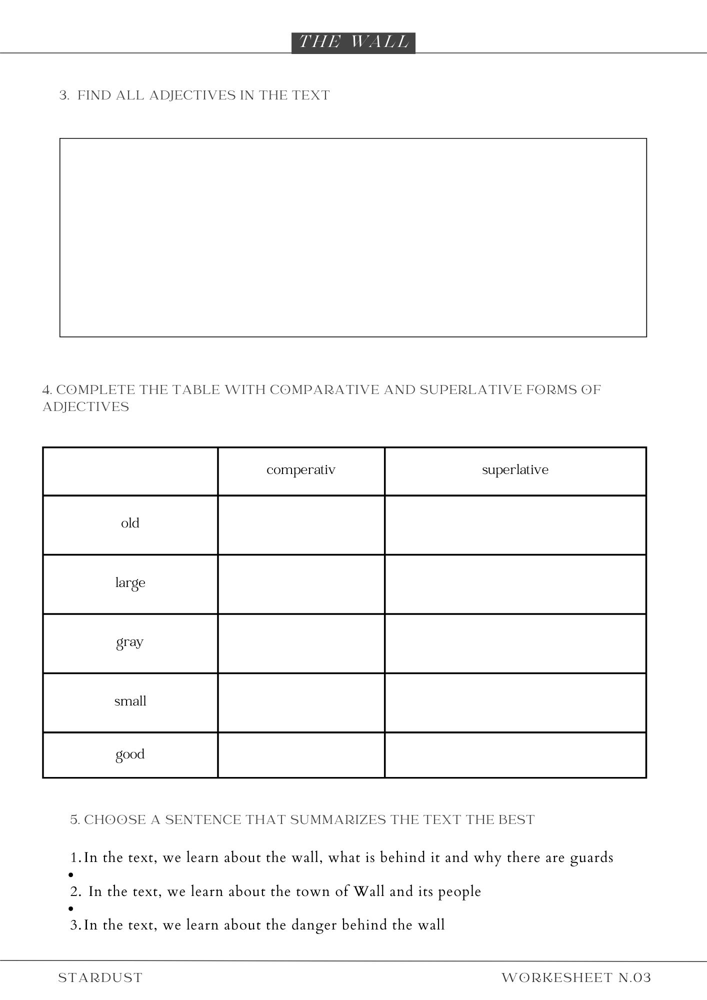 THE WALL
3. FIND ALL ADJECTIVES IN THE TEXT
4. COMPLETE THE TABLE WITH COMPARATIVE AND SUPERLATIVE FORMS OF
ADJECTIVES
comperativ superlative
old
large
gray
small
good
5. CHOOSE A SENTENCE THAT SUMMARIZES THE TEXT THE BEST
1. In the text, we learn about the wall, what is behind it and why there are guards
•
2. In the text, we learn about the town of Wall and its people
•
3. In the text, we learn about the danger behind the wall
STARDUST WORKESHEET N.03